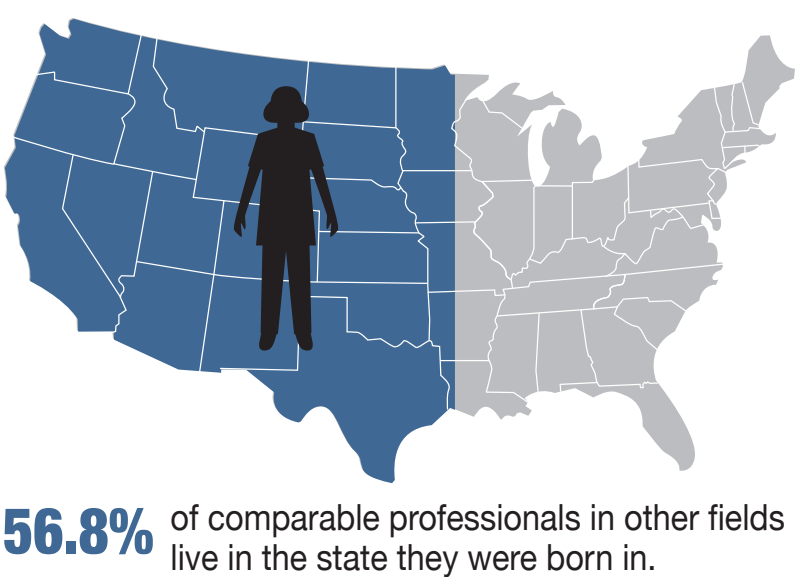 56.8% of comparable professionals in other fields
live in the state they were born in.